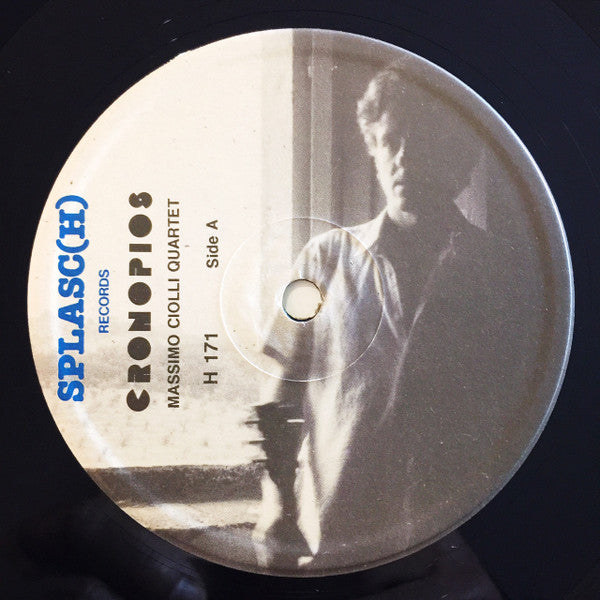 SPLASC(H)
RECORDS
CRONOPIOS
MASSIMO CIOLLI QUARTET
H 171 Side A